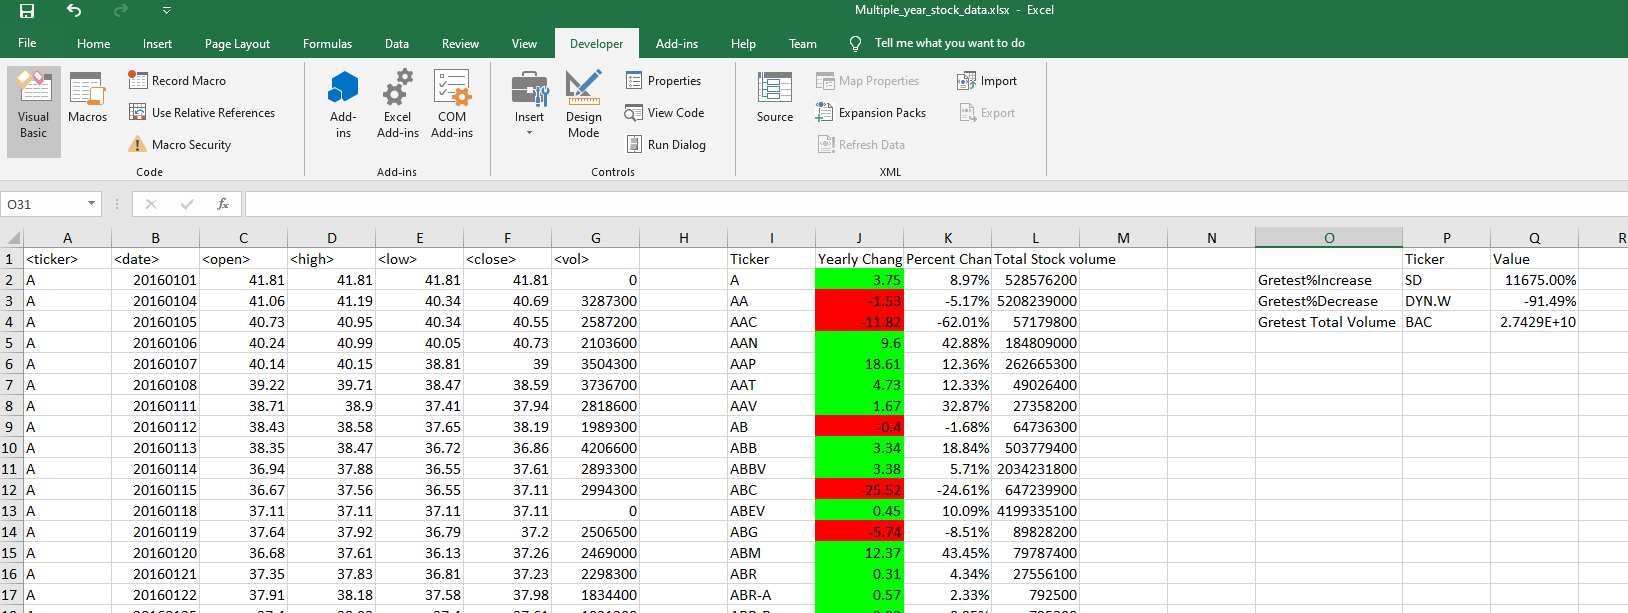 Multiple_year_stock_data.xlsx - Excel
File Home Insert Page Layout Formulas Data Review View Developer Add-ins Help Team Tell me what you want to do
Visual Basic
Macros
Record Macro
Use Relative References
Macro Security
Code
Add-ins
Excel Add-ins
COM Add-ins
Add-ins
Insert
Design Mode
Properties
View Code
Run Dialog
Controls
Source
Map Properties
Expansion Packs
Refresh Data
Import
Export
XML
O31 fx
A B C D E F G H I J K L M N O P Q R
1 <ticker> <date> <open> <high> <low> <close> <vol> Ticker Yearly Chang Percent Chan Total Stock volume Ticker Value
2 A 20160101 41.81 41.81 41.81 41.81 0 A 3.75 8.97% 528576200 Gretest%Increase SD 11675.00%
3 A 20160104 41.06 41.19 40.34 40.69 3287300 AA -1.53 -5.17% 5208239000 Gretest%Decrease DYN.W -91.49%
4 A 20160105 40.73 40.95 40.34 40.55 2587200 AAC -11.82 -62.01% 57179800 Gretest Total Volume BAC 2.7429E+10
5 A 20160106 40.24 40.99 40.05 40.73 2103600 AAN 9.6 42.88% 184809000
6 A 20160107 40.14 40.15 38.81 39 3504300 AAP 18.61 12.36% 262665300
7 A 20160108 39.22 39.71 38.47 38.59 3736700 AAT 4.73 12.33% 49026400
8 A 20160111 38.71 38.9 37.41 37.94 2818600 AAV 1.67 32.87% 27358200
9 A 20160112 38.43 38.58 37.65 38.19 1989300 AB -0.4 -1.68% 64736300
10 A 20160113 38.35 38.47 36.72 36.86 4206600 ABB 3.34 18.84% 503779400
11 A 20160114 36.94 37.88 36.55 37.61 2893300 ABBV 3.38 5.71% 2034231800
12 A 20160115 36.67 37.56 36.55 37.11 2994300 ABC -25.52 -24.61% 647239900
13 A 20160118 37.11 37.11 37.11 37.11 0 ABEV 0.45 10.09% 4199335100
14 A 20160119 37.64 37.92 36.79 37.2 2506500 ABG -5.74 -8.51% 89828200
15 A 20160120 36.68 37.61 36.13 37.26 2469000 ABM 12.37 43.45% 79787400
16 A 20160121 37.35 37.83 36.81 37.23 2298300 ABR 0.31 4.34% 27556100
17 A 20160122 37.91 38.18 37.58 37.98 1834400 ABR-A 0.57 2.33% 792500